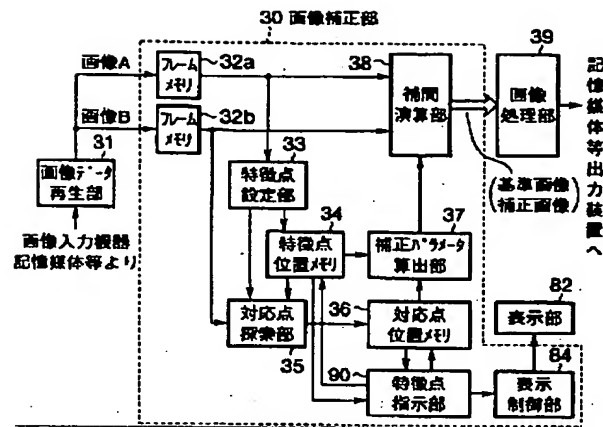 30 画像補正部
画像A
フレーム
メモリ
32a
38
補間
演算部
39
画像
処理部
記憶媒体等出力装置へ
画像B
フレーム
メモリ
32b
31
画像データ
再生部
画像入力機器
記憶媒体等より
33
特徴点
設定部
(基準画像
補正画像)
34
特徴点
位置メモリ
37
補正パラメータ
算出部
対応点
探索部
35
36
対応点
位置メモリ
82
表示部
90
特徴点
指示部
84
表示
制御部